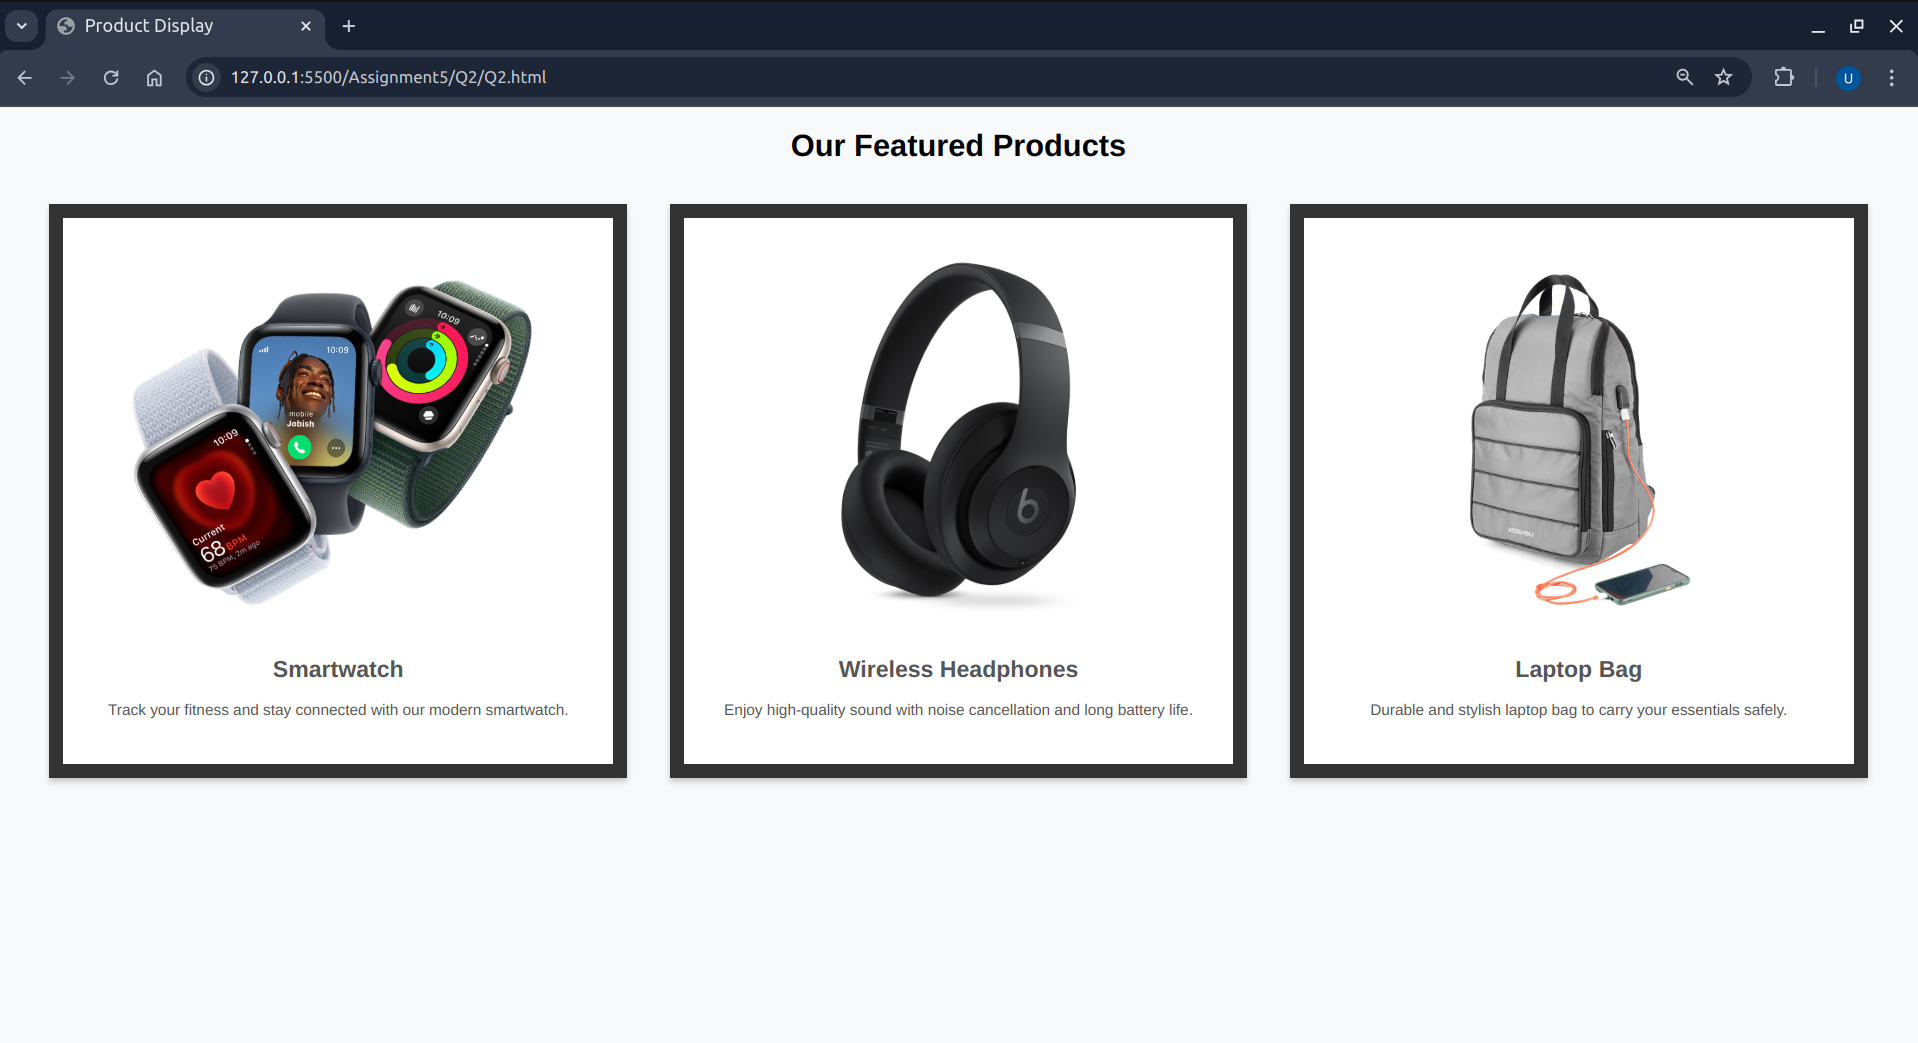 Product Display
127.0.0.1:5500/Assignment5/Q2/Q2.html
U
Our Featured Products
10:09
10:09
mobile
Jobish
10:09
Current
68 BPM
75 BPM, 2m ago
b
ASSEMBLY
Smartwatch
Wireless Headphones
Laptop Bag
Track your fitness and stay connected with our modern smartwatch.
Enjoy high-quality sound with noise cancellation and long battery life.
Durable and stylish laptop bag to carry your essentials safely.